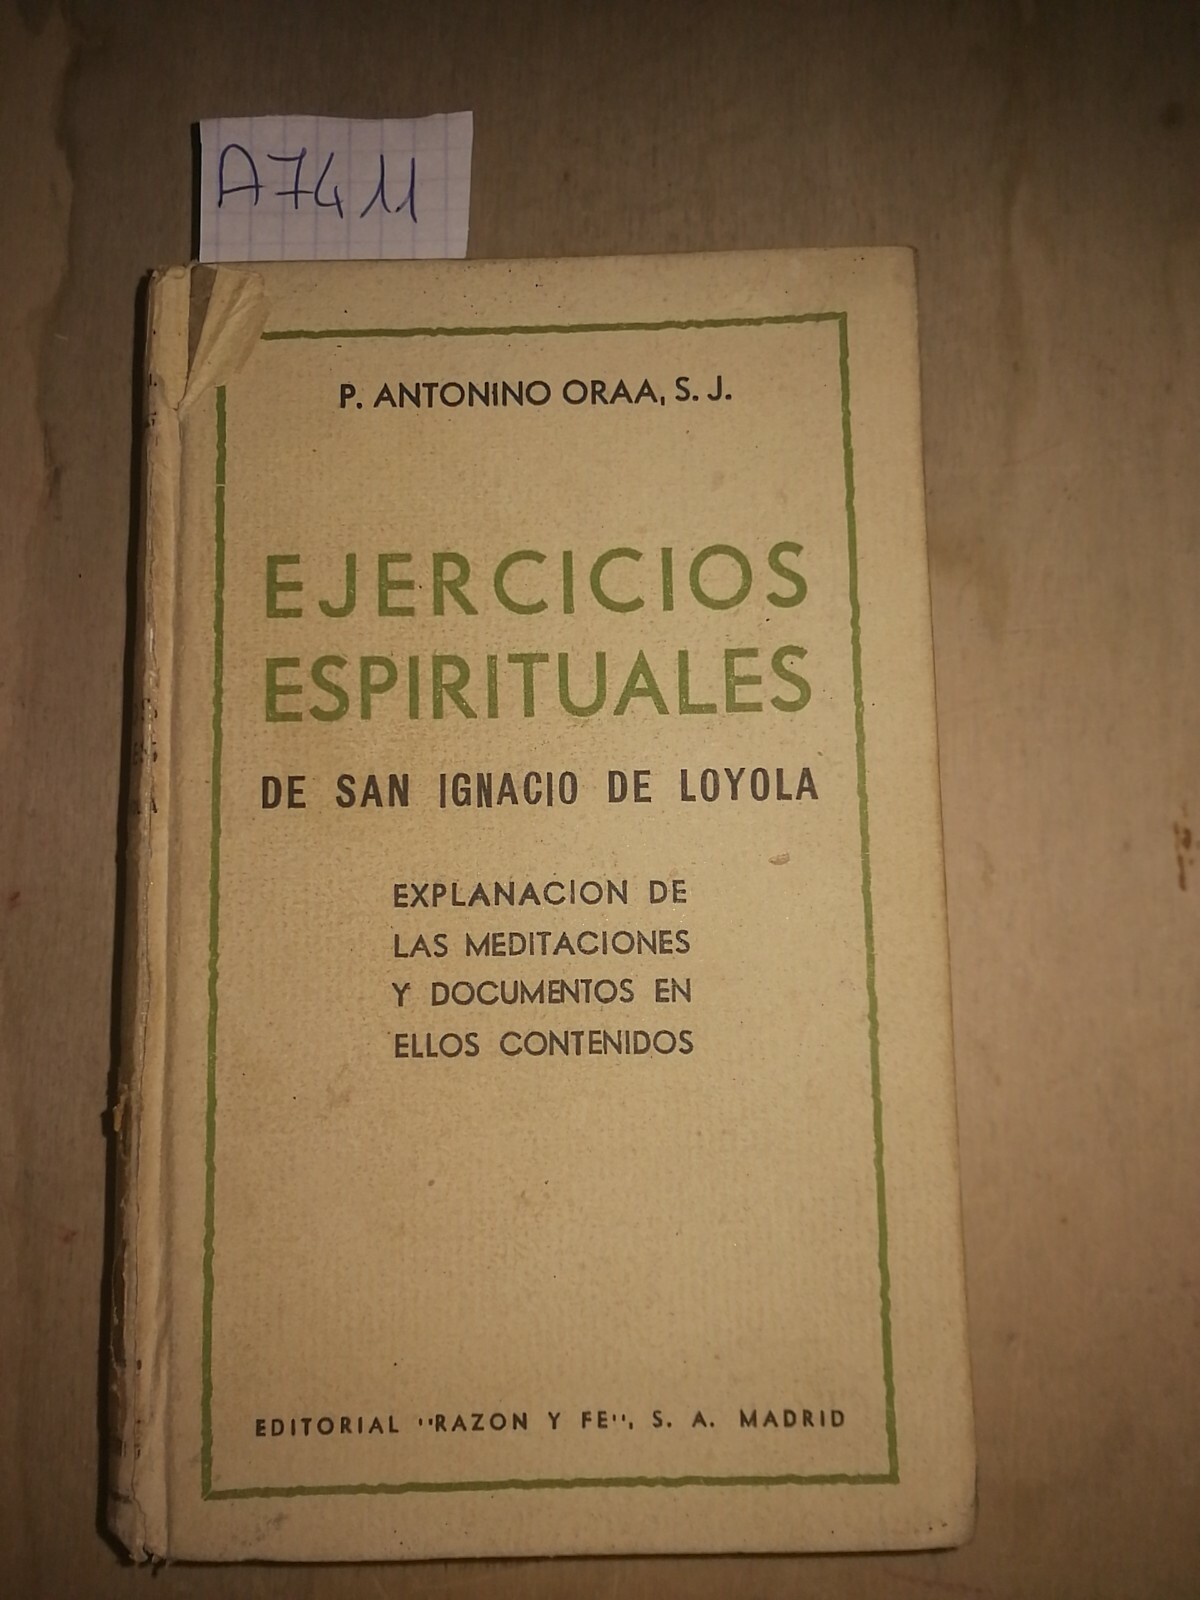 A7411
P. ANTONINO ORAA, S. J.
EJERCICIOS
ESPIRITUALES
DE SAN IGNACIO DE LOYOLA
EXPLANACION DE
LAS MEDITACIONES
Y DOCUMENTOS EN
ELLOS CONTENIDOS
EDITORIAL "RAZON Y FE", S. A. MADRID